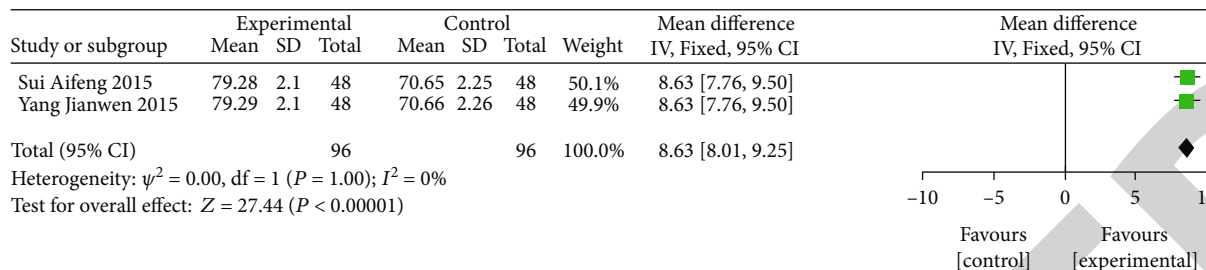 Experimental Control Mean difference Mean difference
Study or subgroup Mean SD Total Mean SD Total Weight IV, Fixed, 95% CI IV, Fixed, 95% CI
Sui Aifeng 2015 79.28 2.1 48 70.65 2.25 48 50.1% 8.63 [7.76, 9.50]
Yang Jianwen 2015 79.29 2.1 48 70.66 2.26 48 49.9% 8.63 [7.76, 9.50]
Total (95% CI) 96 96 100.0% 8.63 [8.01, 9.25]
Heterogeneity: ψ² = 0.00, df = 1 (P = 1.00); I² = 0%
Test for overall effect: Z = 27.44 (P < 0.00001)
−10 −5 0 5
Favours Favours
[control] [experimental]